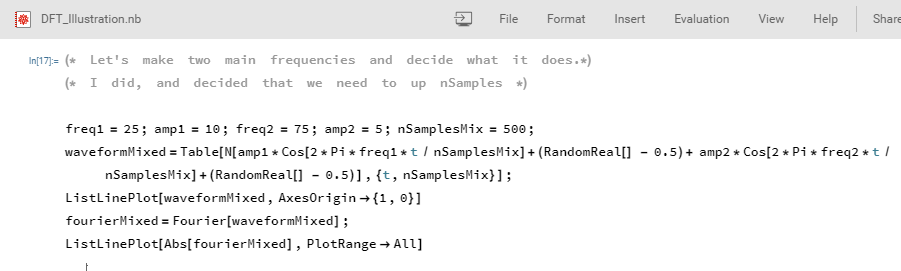 DFT_Illustration.nb File Format Insert Evaluation View Help Share
In[17]:= (* Let's make two main frequencies and decide what it does.*)
(* I did, and decided that we need to up nSamples *)
freq1 = 25; amp1 = 10; freq2 = 75; amp2 = 5; nSamplesMix = 500;
waveformMixed = Table[N[amp1 * Cos[2 * Pi * freq1 * t / nSamplesMix] + (RandomReal[] - 0.5) + amp2 * Cos[2 * Pi * freq2 * t /
nSamplesMix] + (RandomReal[] - 0.5)], {t, nSamplesMix}];
ListLinePlot[waveformMixed, AxesOrigin → {1, 0}]
fourierMixed = Fourier[waveformMixed];
ListLinePlot[Abs[fourierMixed], PlotRange → All]